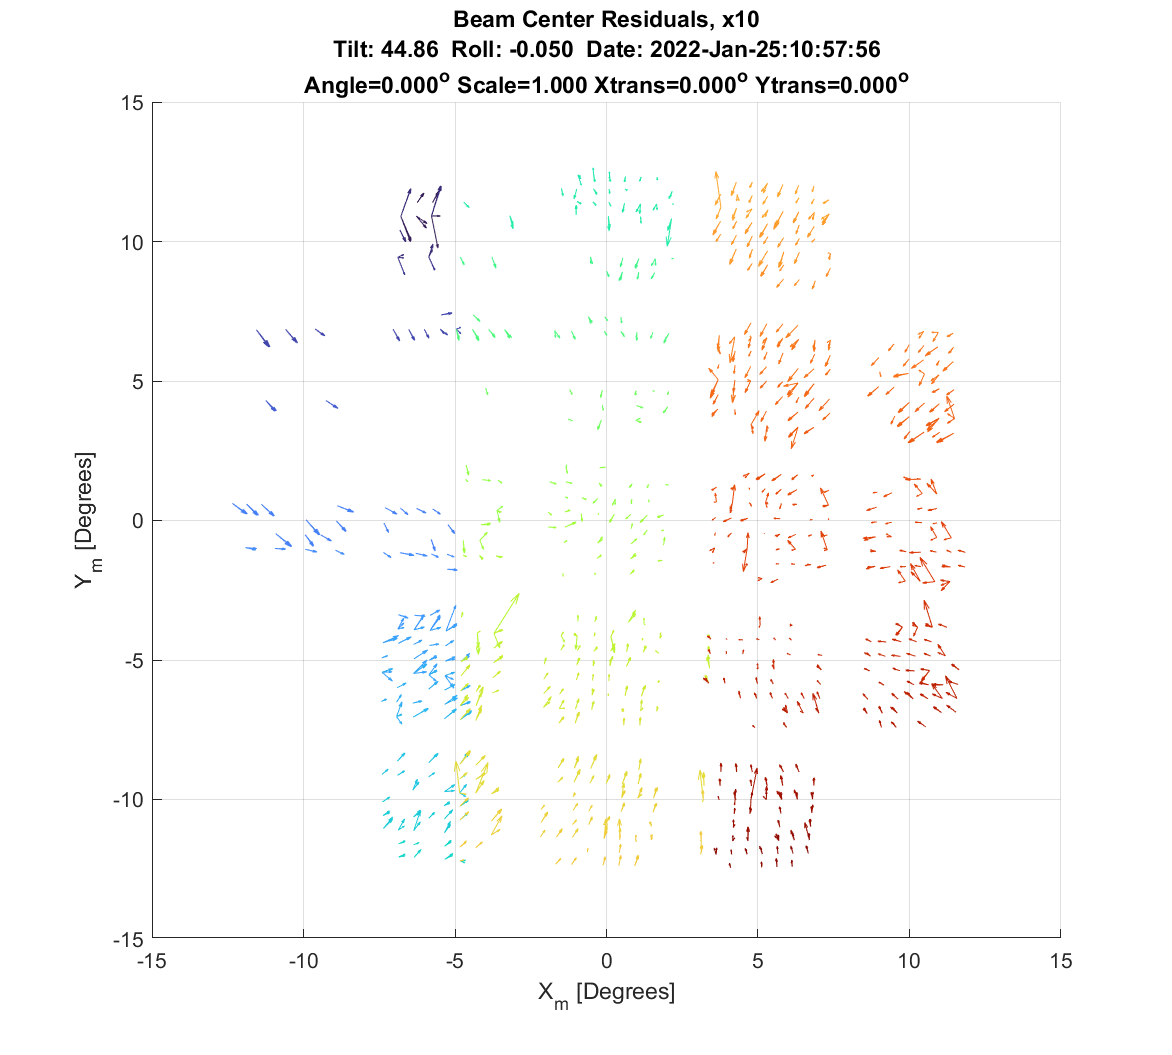 Beam Center Residuals, x10
Tilt: 44.86 Roll: -0.050 Date: 2022-Jan-25:10:57:56
Angle=0.000° Scale=1.000 Xtrans=0.000° Ytrans=0.000°
15
10
5
0
-5
-10
-15
Y_m [Degrees]
-15 -10 -5 0 5 10 15
X_m [Degrees]